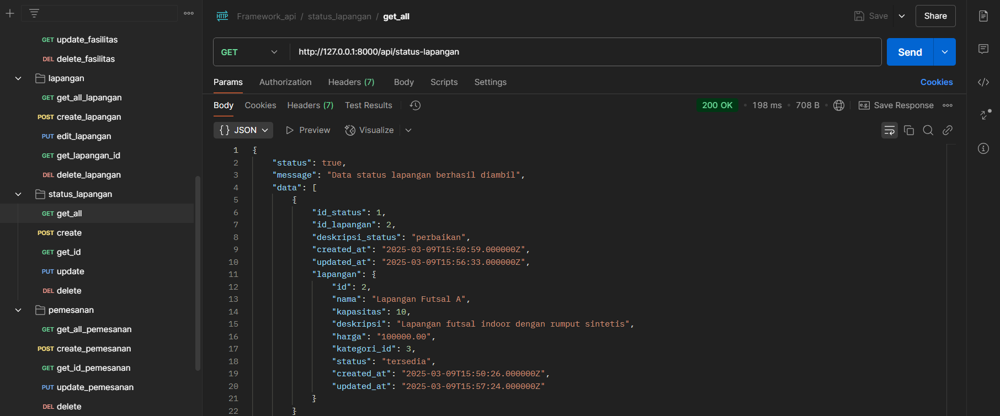 GET update_fasilitas
DEL delete_fasilitas
lapangan
GET get_all_lapangan
POST create_lapangan
PUT edit_lapangan
GET get_lapangan_id
DEL delete_lapangan
status_lapangan
GET get_all
POST create
GET get_id
PUT update
DEL delete
pemesanan
GET get_all_pemesanan
POST create_pemesanan
GET get_id_pemesanan
PUT update_pemesanan
DEL delete
HTTP Framework_api / status_lapangan / get_all
Save Share
GET http://127.0.0.1:8000/api/status-lapangan
Send
Params Authorization Headers (7) Body Scripts Settings Cookies
Body Cookies Headers (7) Test Results 200 OK • 198 ms • 708 B • e.g. Save Response
{} JSON Preview Visualize
1 {
2 "status": true,
3 "message": "Data status lapangan berhasil diambil",
4 "data": [
5 {
6 "id_status": 1,
7 "id_lapangan": 2,
8 "deskripsi_status": "perbaikan",
9 "created_at": "2025-03-09T15:50:59.000000Z",
10 "updated_at": "2025-03-09T15:56:33.000000Z",
11 "lapangan": {
12 "id": 2,
13 "nama": "Lapangan Futsal A",
14 "kapasitas": 10,
15 "deskripsi": "Lapangan futsal indoor dengan rumput sintetis",
16 "harga": "100000.00",
17 "kategori_id": 3,
18 "status": "tersedia",
19 "created_at": "2025-03-09T15:50:26.000000Z",
20 "updated_at": "2025-03-09T15:57:24.000000Z"
21 }
22 }